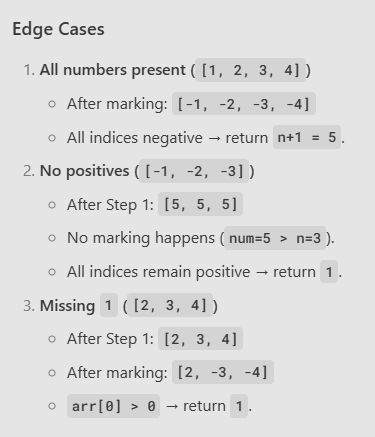 Edge Cases
1. All numbers present ( [1, 2, 3, 4] )
After marking: [-1, -2, -3, -4]
All indices negative → return n+1 = 5 .
2. No positives ( [-1, -2, -3] )
After Step 1: [5, 5, 5]
No marking happens ( num=5 > n=3 ).
All indices remain positive → return 1 .
3. Missing 1 ( [2, 3, 4] )
After Step 1: [2, 3, 4]
After marking: [2, -3, -4]
arr[0] > 0 → return 1 .